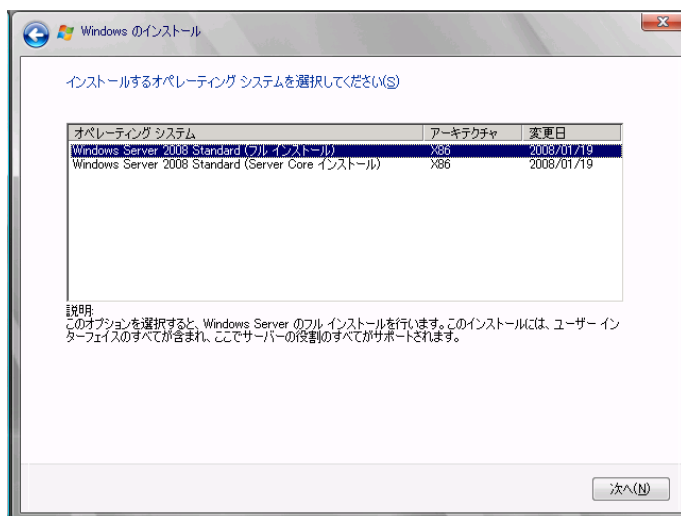 Windows のインストール
インストールするオペレーティング システムを選択してください(S)
オペレーティング システム アーキテクチャ 変更日
Windows Server 2008 Standard (フル インストール) X86 2008/01/19
Windows Server 2008 Standard (Server Core インストール) X86 2008/01/19
説明:
このオプションを選択すると、Windows Server のフル インストールを行います。このインストールには、ユーザー イン
ターフェイスのすべてが含まれ、ここでサーバーの役割のすべてがサポートされます。
次へ(N)